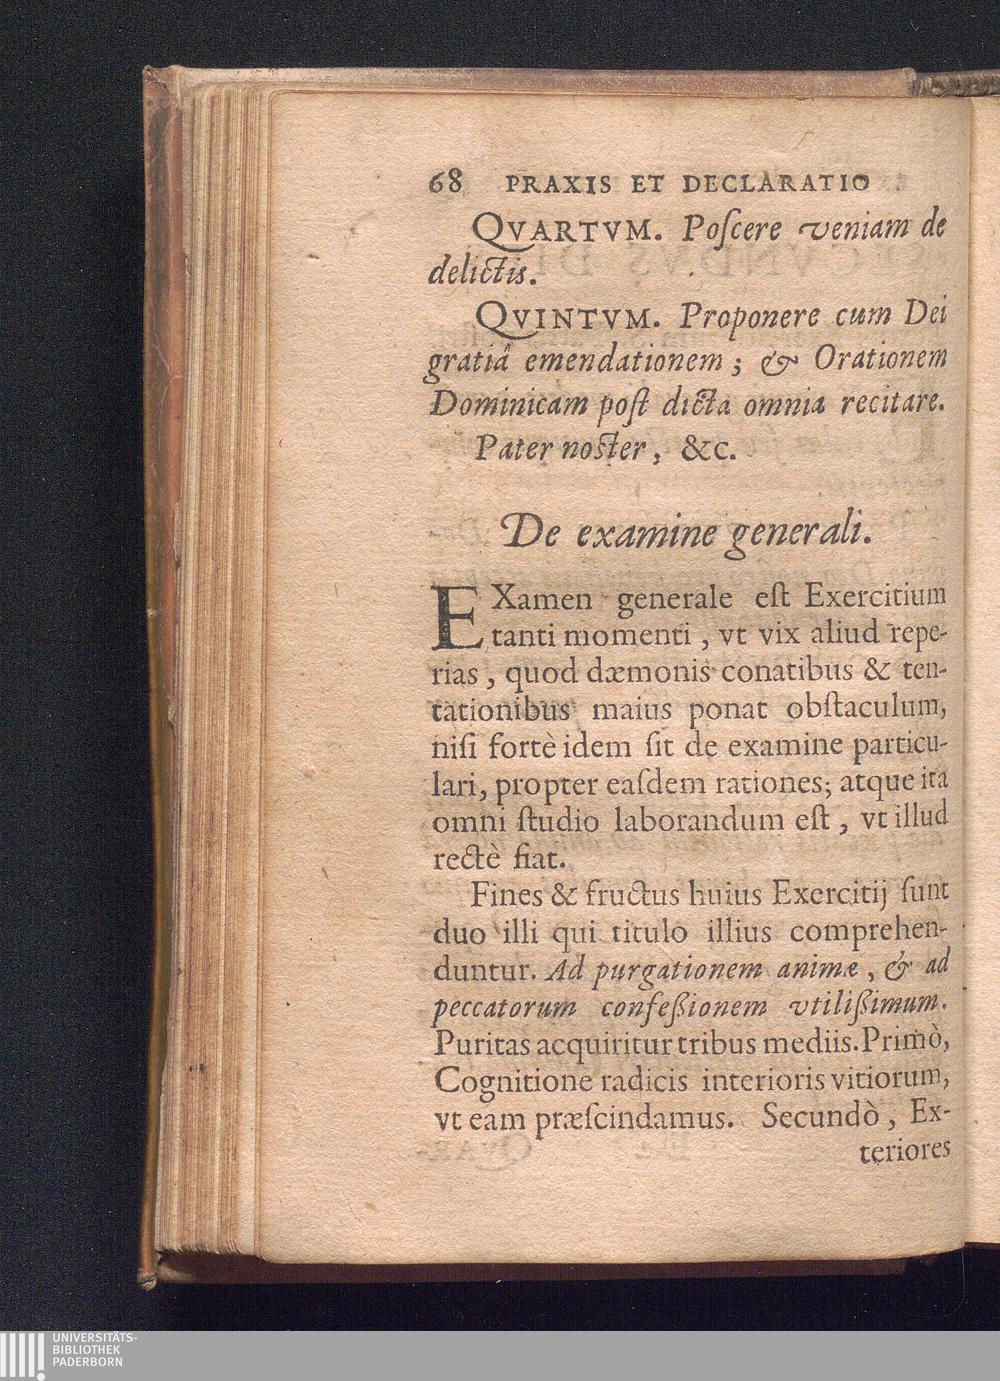 68 PRAXIS ET DECLARATIO
QVARTVM. Poſcere veniam de
delictis.
QVINTVM. Proponere cum Dei
gratiâ emendationem; & Orationem
Dominicam poſt dicta omnia recitare.
Pater noster, &c.
De examine generali.
EXamen generale eſt Exercitium
tanti momenti, vt vix aliud repe-
rias, quod dæmonis conatibus & ten-
tationibus maius ponat obſtaculum,
niſi fortè idem ſit de examine particu-
lari, propter eaſdem rationes; atque ita
omni ſtudio laborandum eſt, vt illud
rectè fiat.
Fines & fructus huius Exercitij ſunt
duo illi qui titulo illius comprehen-
duntur. Ad purgationem animæ, & ad
peccatorum confeßionem vtilißimum.
Puritas acquiritur tribus mediis. Primò,
Cognitione radicis interioris vitiorum,
vt eam præſcindamus. Secundò, Ex-
teriores
UNIVERSITÄTS-
BIBLIOTHEK
PADERBORN